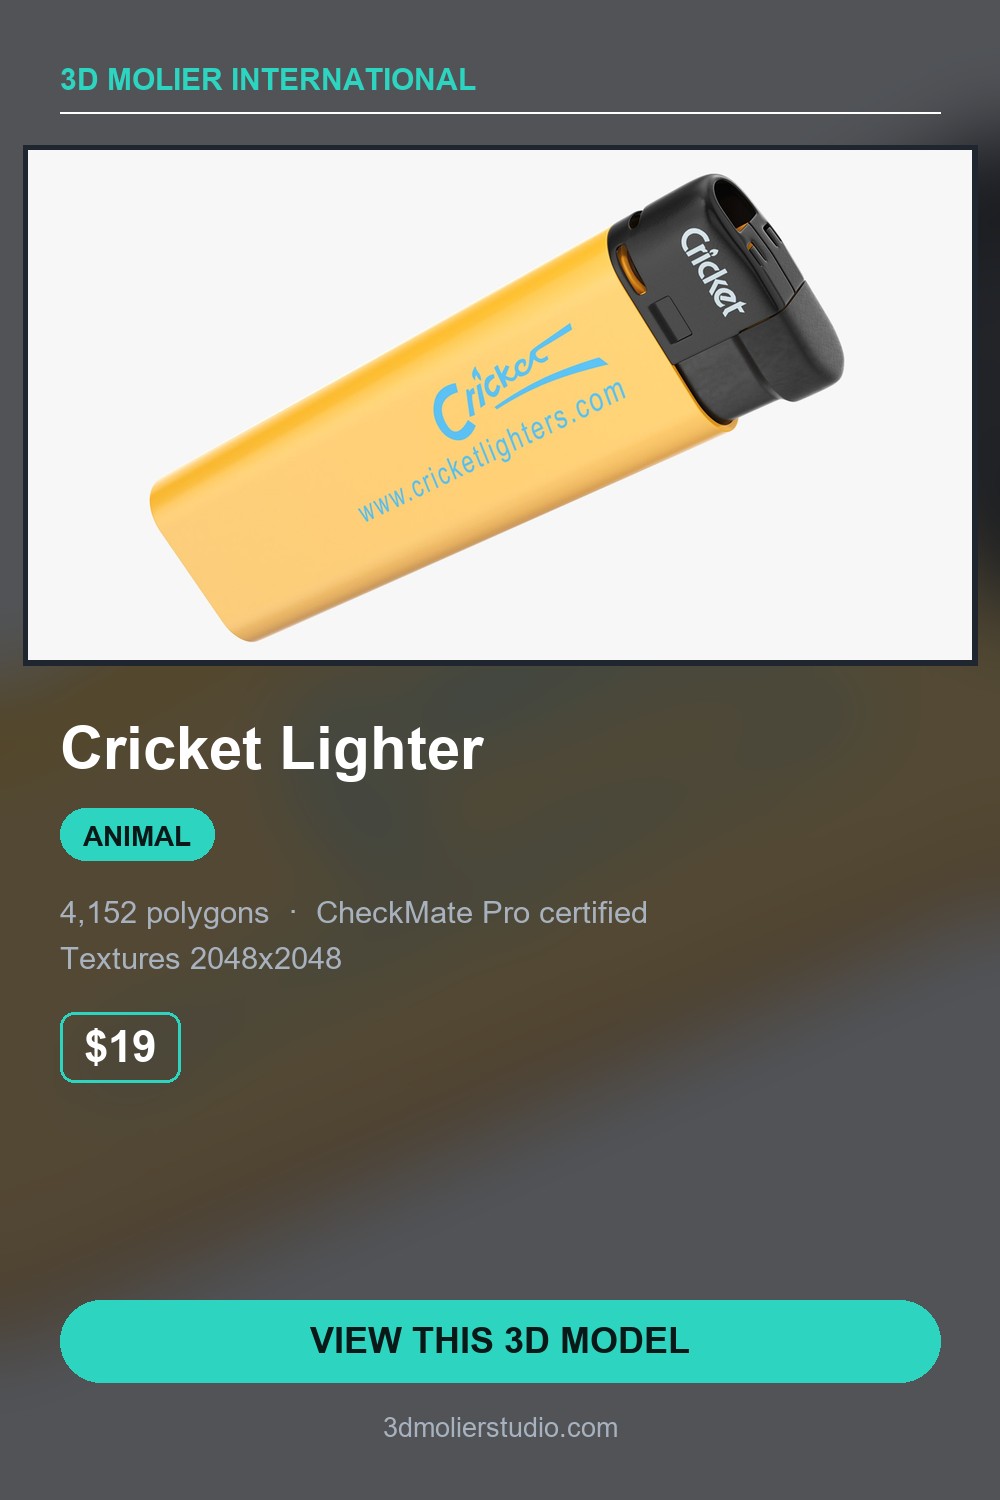 3D MOLIER INTERNATIONAL
Cricket
Cricket
www.cricketlighters.com
Cricket Lighter
ANIMAL
4,152 polygons · CheckMate Pro certified
Textures 2048x2048
$19
VIEW THIS 3D MODEL
3dmolierstudio.com